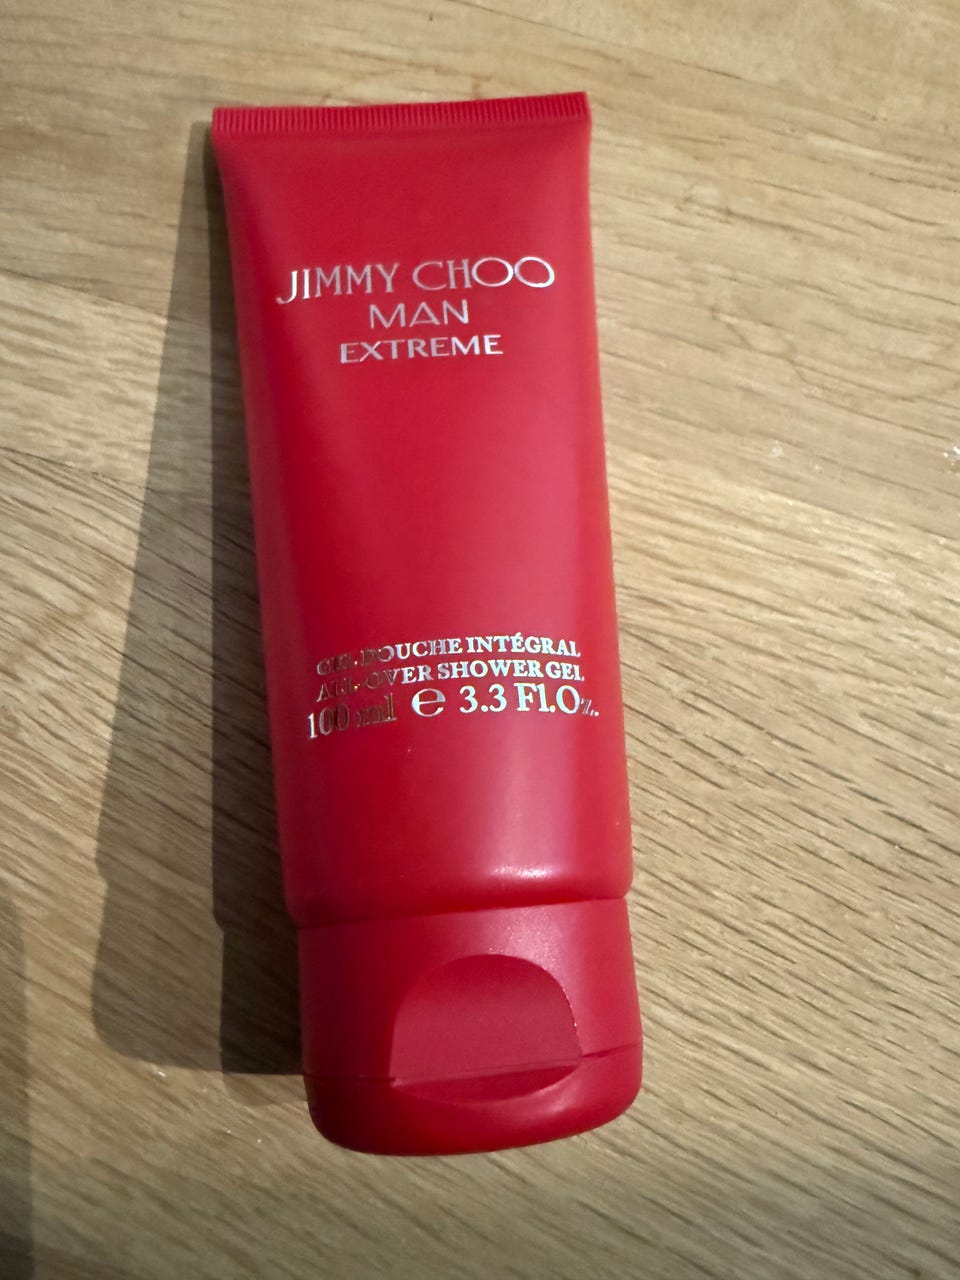 JIMMY CHOO
MAN
EXTREME
GEL DOUCHE INTÉGRAL
ALL-OVER SHOWER GEL
100 ml ℮ 3.3 Fl.Oz.